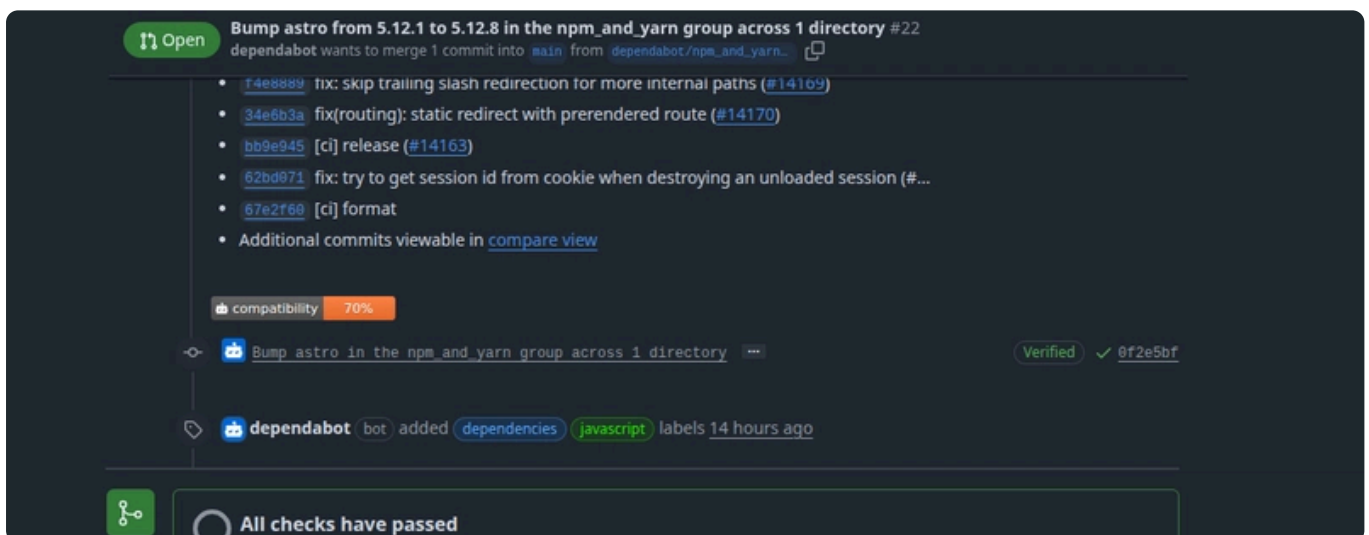 Open
Bump astro from 5.12.1 to 5.12.8 in the npm_and_yarn group across 1 directory #22
dependabot wants to merge 1 commit into main from dependabot/npm_and_yarn…
f4e8889 fix: skip trailing slash redirection for more internal paths (#14169)
34e6b3a fix(routing): static redirect with prerendered route (#14170)
bb9e945 [ci] release (#14163)
62bd071 fix: try to get session id from cookie when destroying an unloaded session (#...
67e2f60 [ci] format
Additional commits viewable in compare view
compatibility 70%
Bump astro in the npm_and_yarn group across 1 directory ... Verified 0f2e5bf
dependabot bot added dependencies javascript labels 14 hours ago
All checks have passed